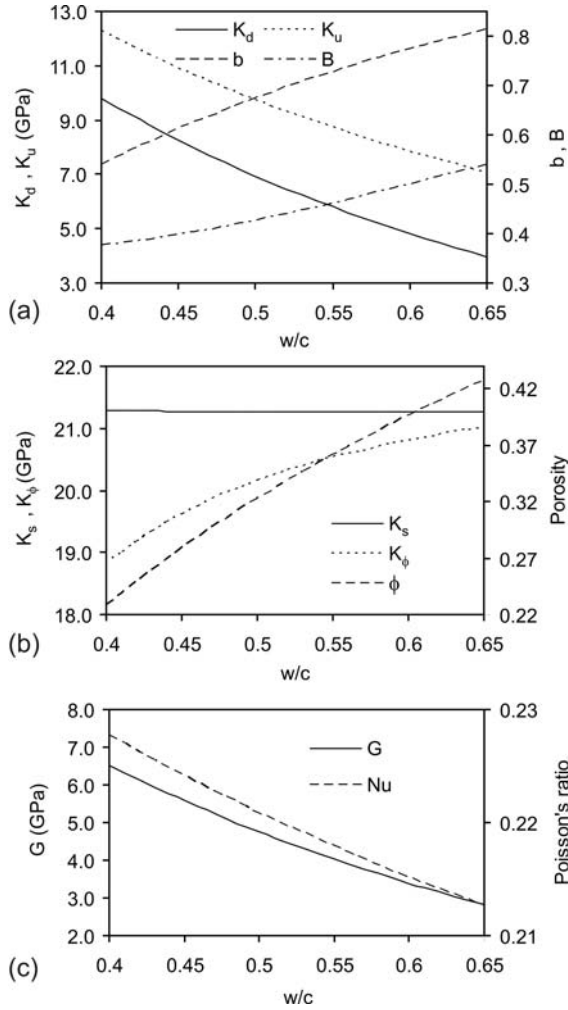 13.0
11.0
9.0
7.0
5.0
3.0
K_d , K_u (GPa)
K_d K_u
b B
0.8
0.7
0.6
0.5
0.4
0.3
b , B
0.4 0.45 0.5 0.55 0.6 0.65
w/c
(a)
22.0
21.0
20.0
19.0
18.0
K_s , K_ϕ (GPa)
K_s
K_ϕ
ϕ
0.42
0.37
0.32
0.27
0.22
Porosity
0.4 0.45 0.5 0.55 0.6 0.65
w/c
(b)
8.0
7.0
6.0
5.0
4.0
3.0
2.0
G (GPa)
G
Nu
0.23
0.22
0.21
Poisson's ratio
0.4 0.45 0.5 0.55 0.6 0.65
w/c
(c)